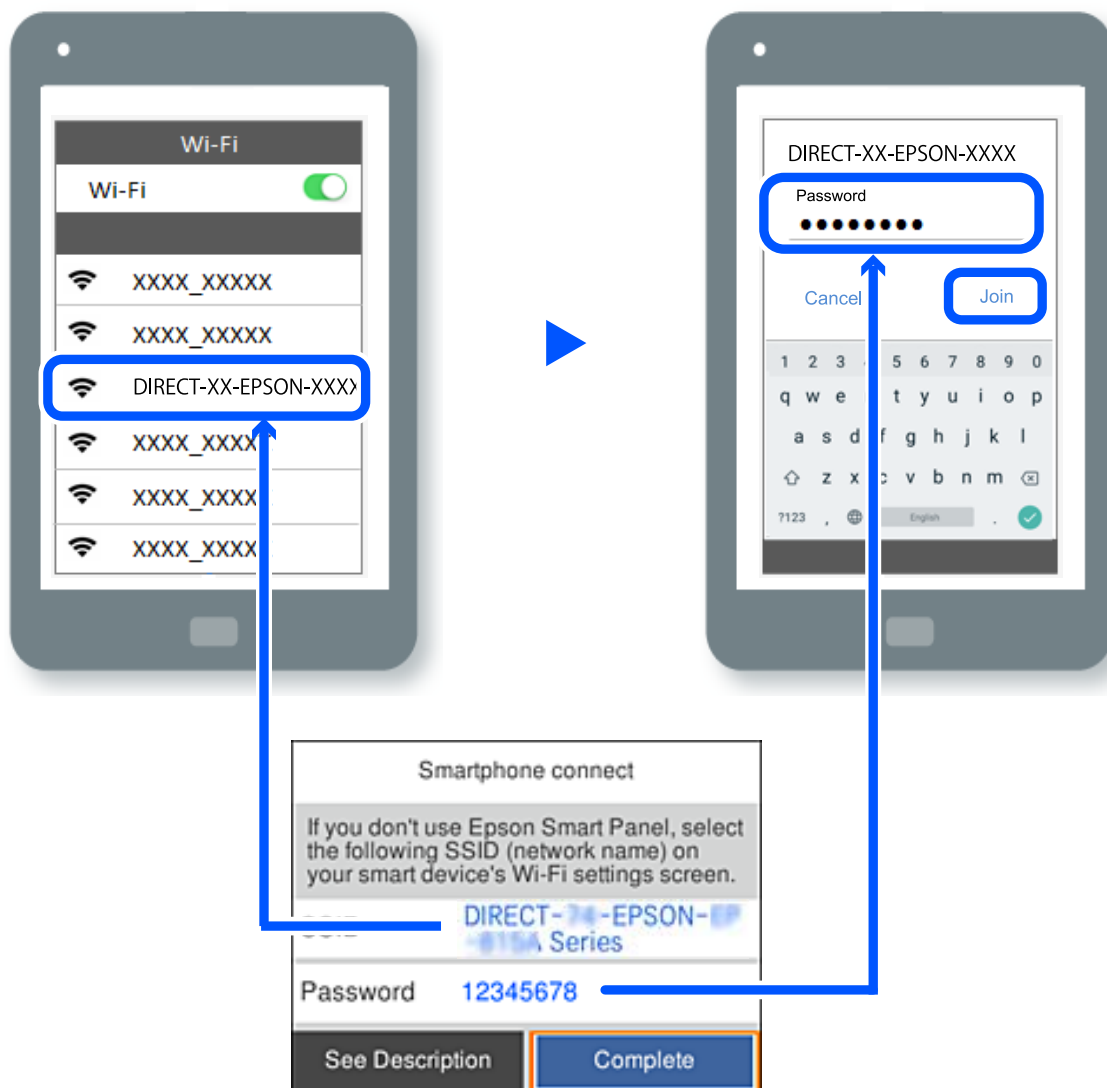 Wi-Fi
Wi-Fi
XXXX_XXXXX
XXXX_XXXXX
DIRECT-XX-EPSON-XXXX
XXXX_XXXX
XXXX_XXXX
XXXX_XXXX
DIRECT-XX-EPSON-XXXX
Password
••••••••
Cancel
Join
1 2 3 5 6 7 8 9 0
q w e t y u i o p
a s d f g h j k l
z x c v b n m
?123 , English .
Smartphone connect
If you don't use Epson Smart Panel, select
the following SSID (network name) on
your smart device's Wi-Fi settings screen.
DIRECT- -EPSON-
Series
Password 12345678
See Description
Complete